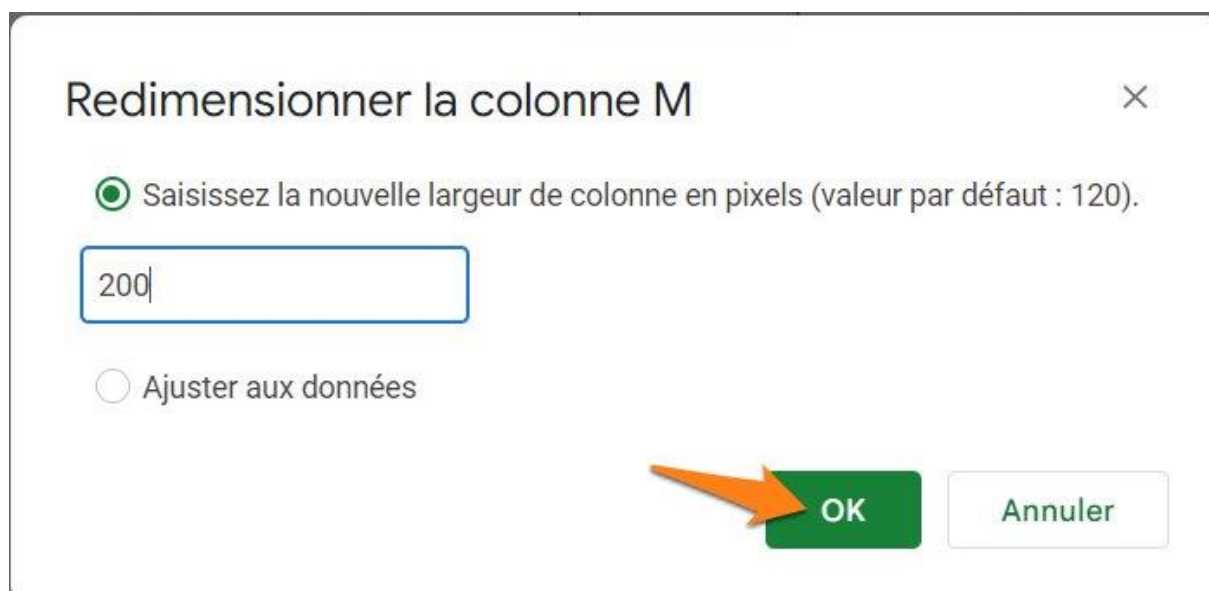 Redimensionner la colonne M
Saisissez la nouvelle largeur de colonne en pixels (valeur par défaut : 120).
200
Ajuster aux données
OK Annuler